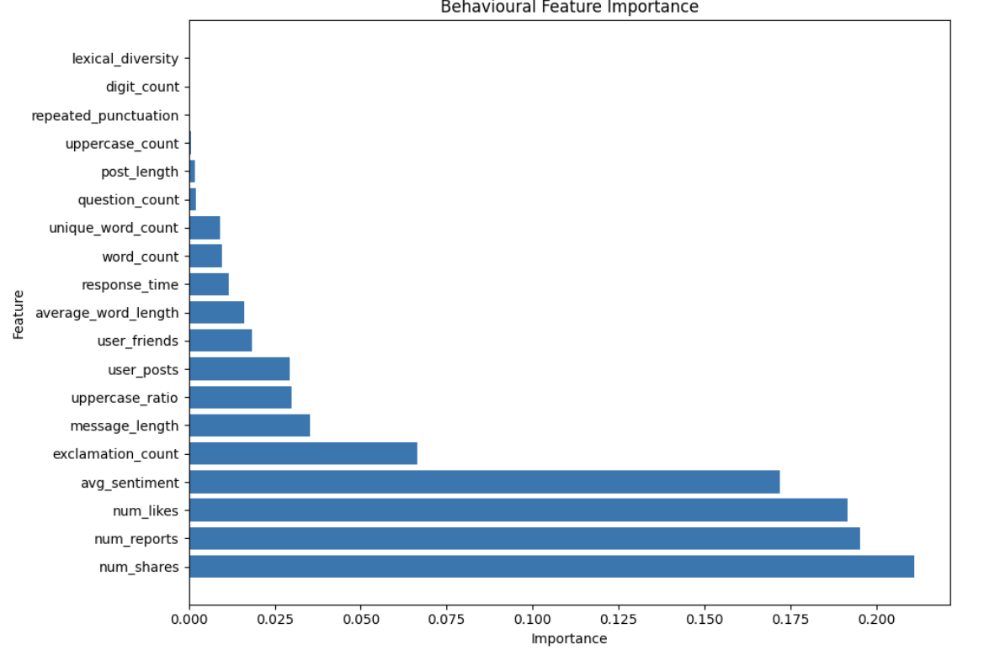 Behavioural Feature Importance
lexical_diversity
digit_count
repeated_punctuation
uppercase_count
post_length
question_count
unique_word_count
word_count
response_time
average_word_length
user_friends
user_posts
uppercase_ratio
message_length
exclamation_count
avg_sentiment
num_likes
num_reports
num_shares
Feature
0.000 0.025 0.050 0.075 0.100 0.125 0.150 0.175 0.200
Importance